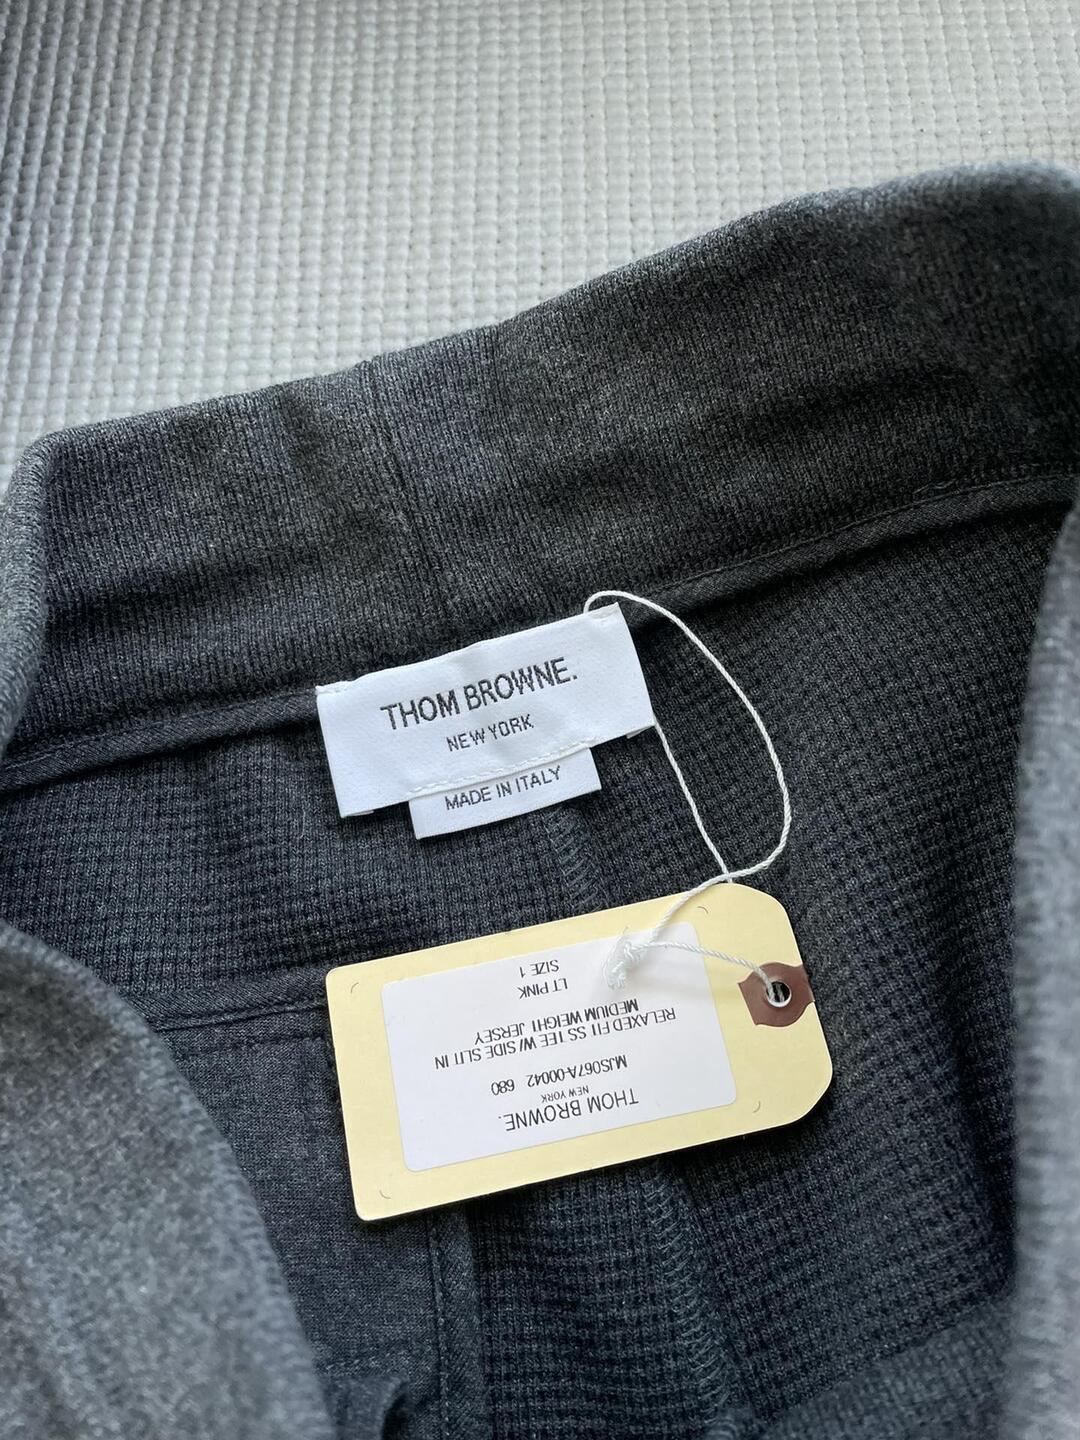 THOM BROWNE.
NEW YORK
MADE IN ITALY
THOM BROWNE.
NEW YORK
MJS067A-00042 680
RELAXED FIT SS TEE W/ SIDE SLIT IN
MEDIUM WEIGHT JERSEY
LT PINK
SIZE 1